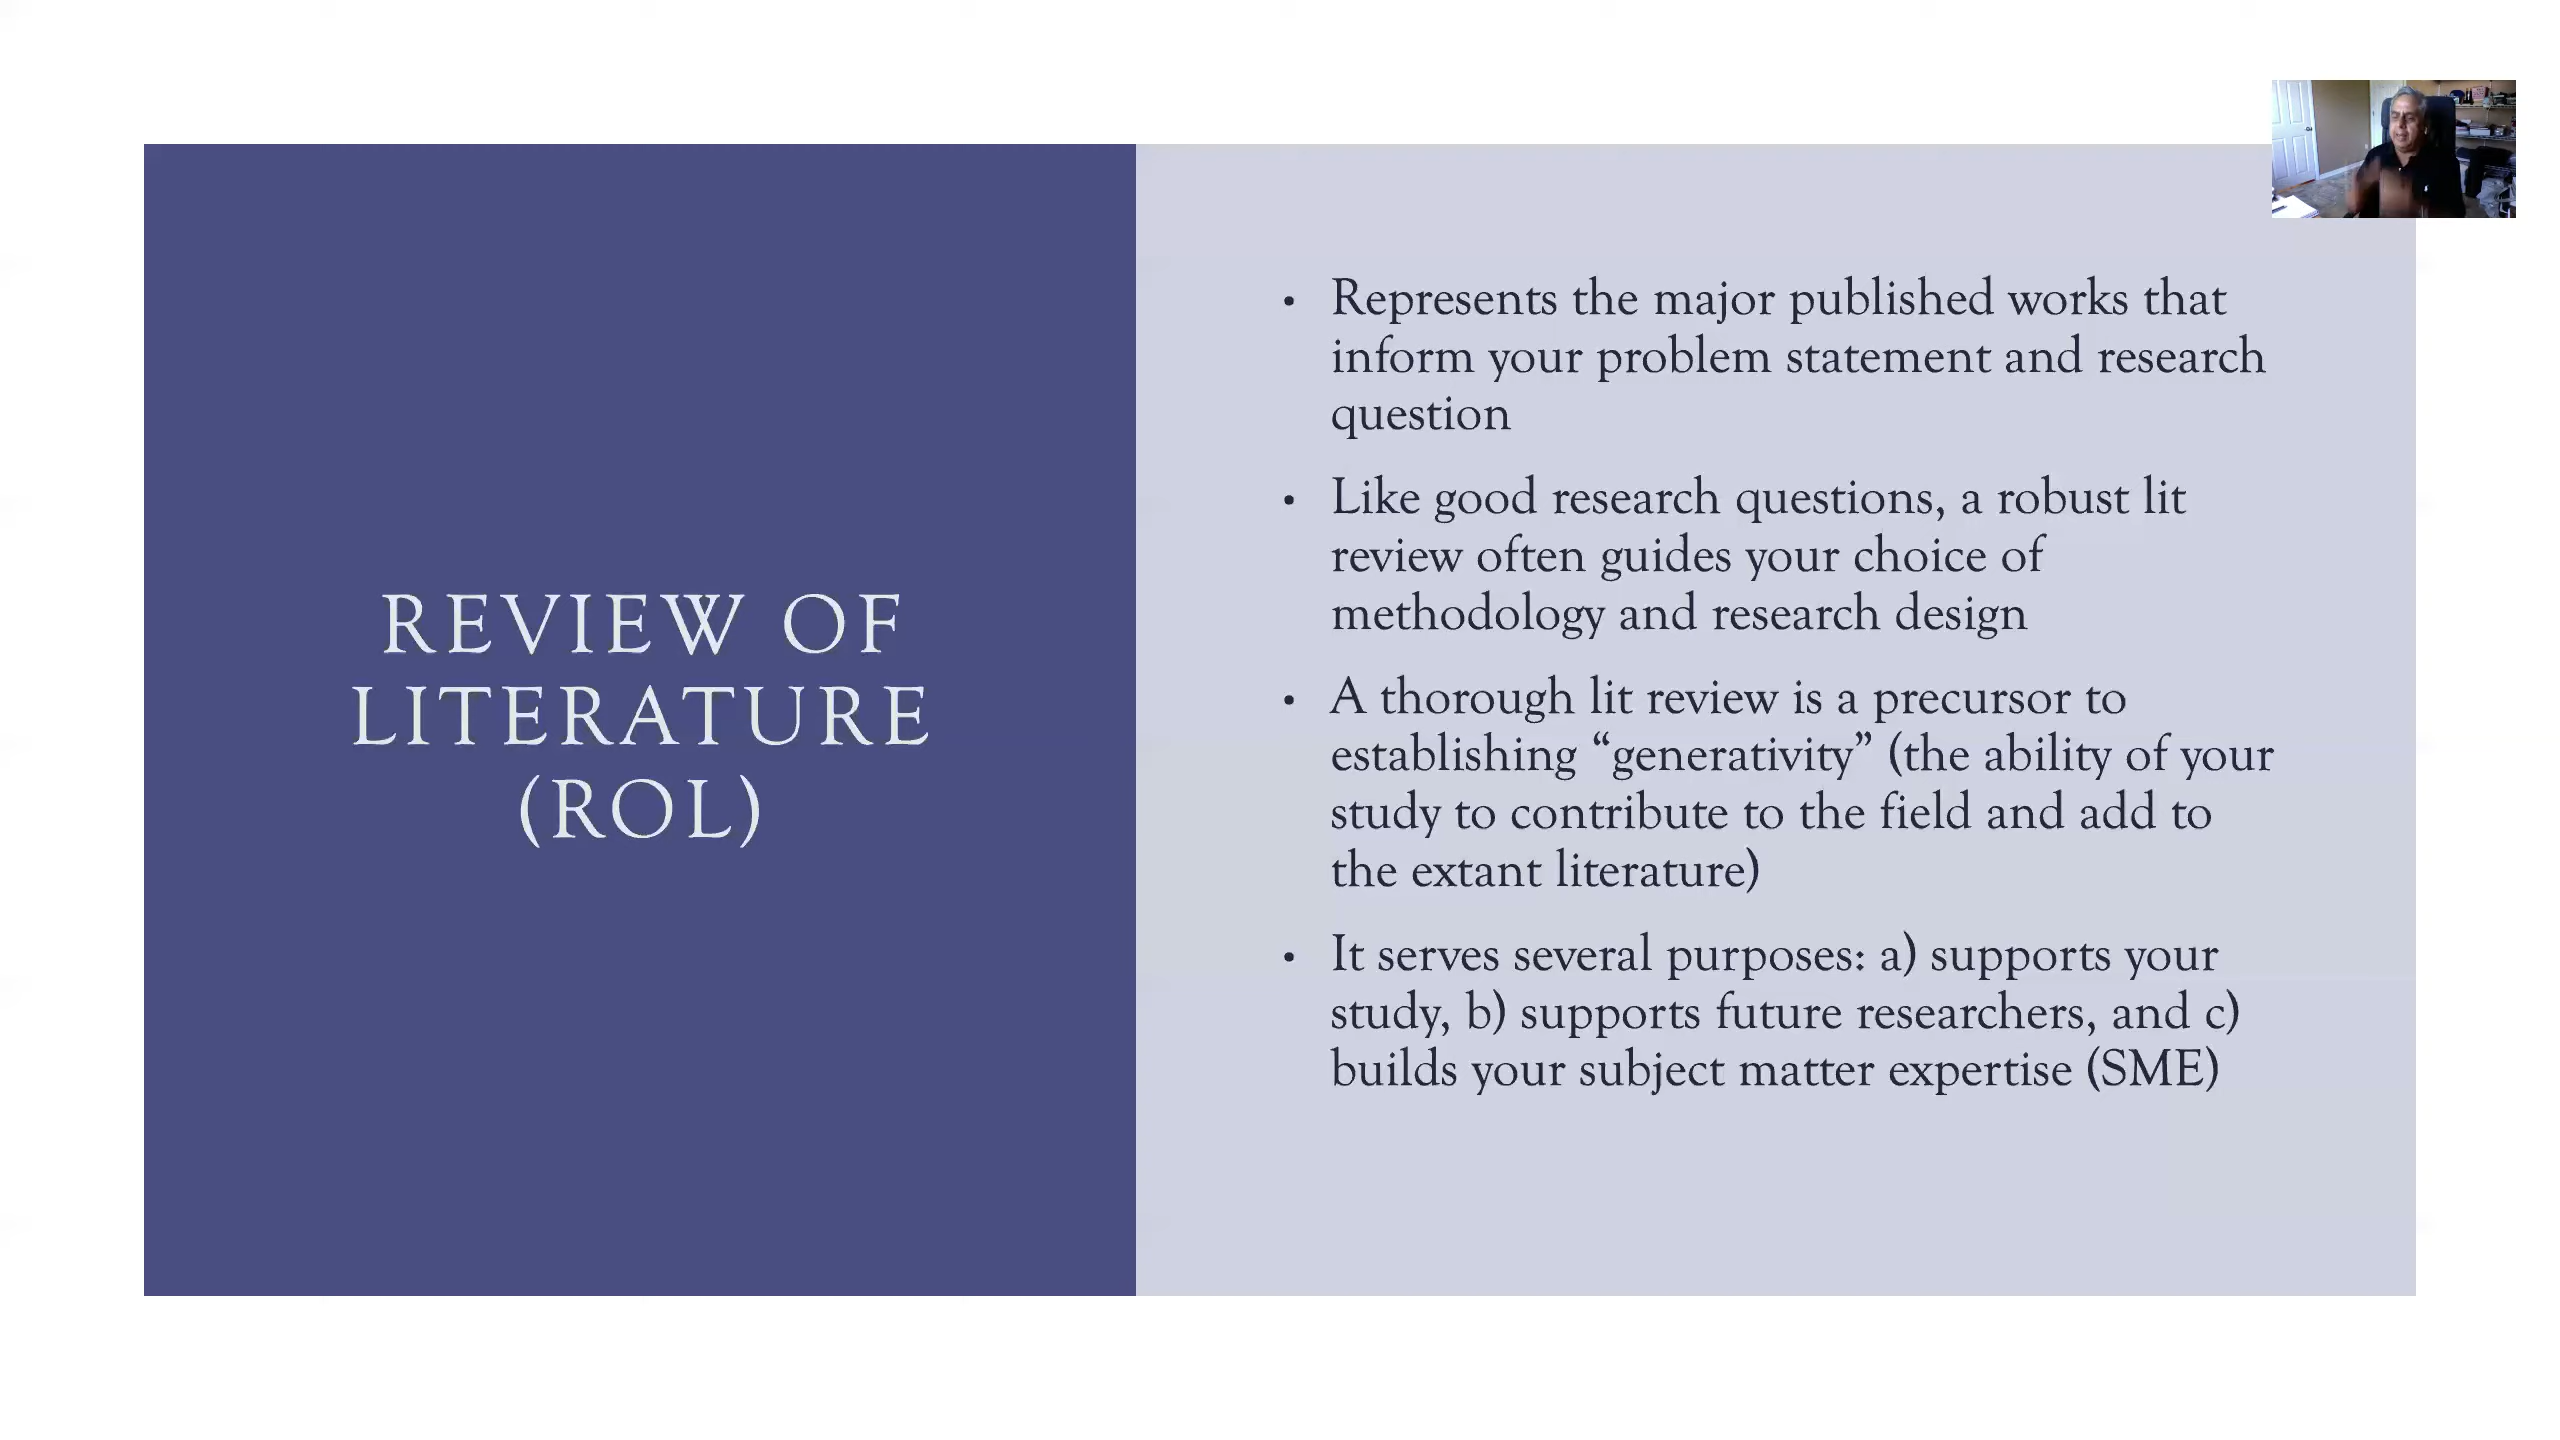 REVIEW OF
LITERATURE
(ROL)
• Represents the major published works that
inform your problem statement and research
question
• Like good research questions, a robust lit
review often guides your choice of
methodology and research design
• A thorough lit review is a precursor to
establishing “generativity” (the ability of your
study to contribute to the field and add to
the extant literature)
• It serves several purposes: a) supports your
study, b) supports future researchers, and c)
builds your subject matter expertise (SME)